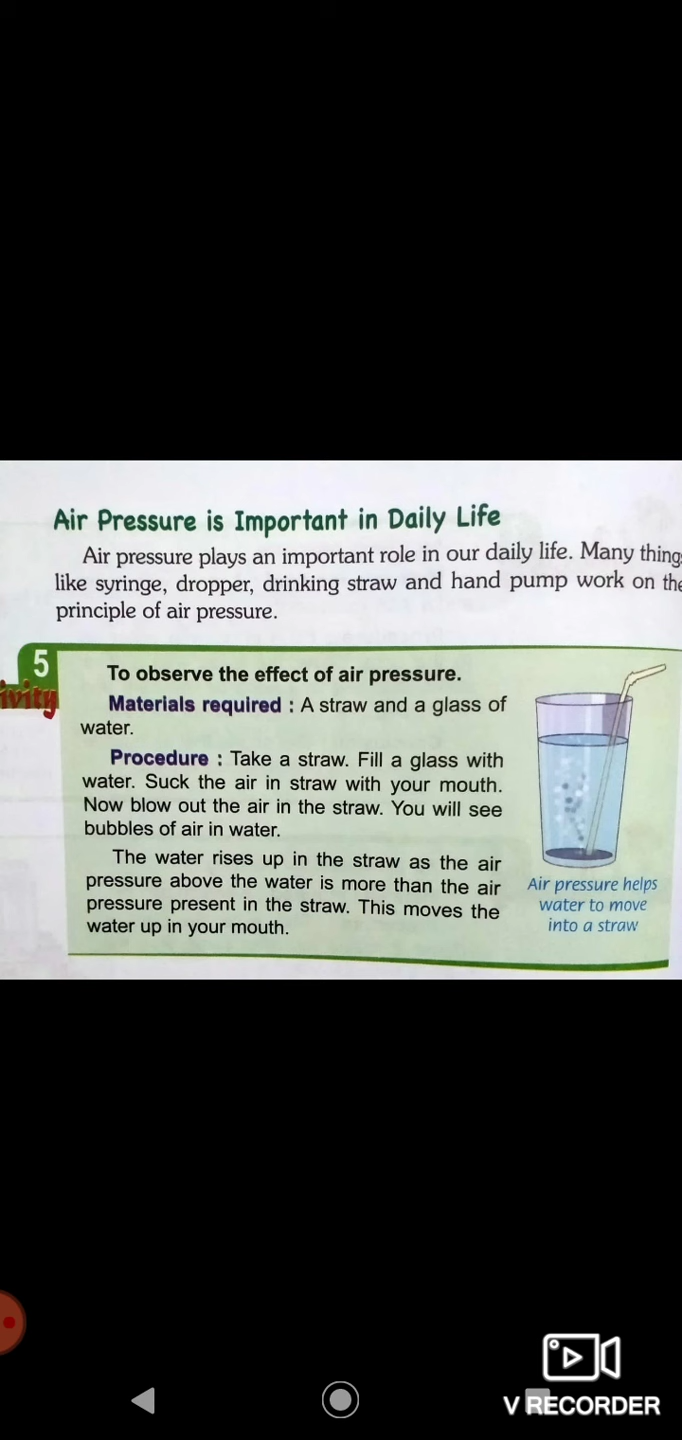 Air Pressure is Important in Daily Life
Air pressure plays an important role in our daily life. Many thing
like syringe, dropper, drinking straw and hand pump work on the
principle of air pressure.
5
ivity
To observe the effect of air pressure.
Materials required : A straw and a glass of
water.
Procedure : Take a straw. Fill a glass with
water. Suck the air in straw with your mouth.
Now blow out the air in the straw. You will see
bubbles of air in water.
The water rises up in the straw as the air
pressure above the water is more than the air
pressure present in the straw. This moves the
water up in your mouth.
Air pressure helps
water to move
into a straw
V RECORDER